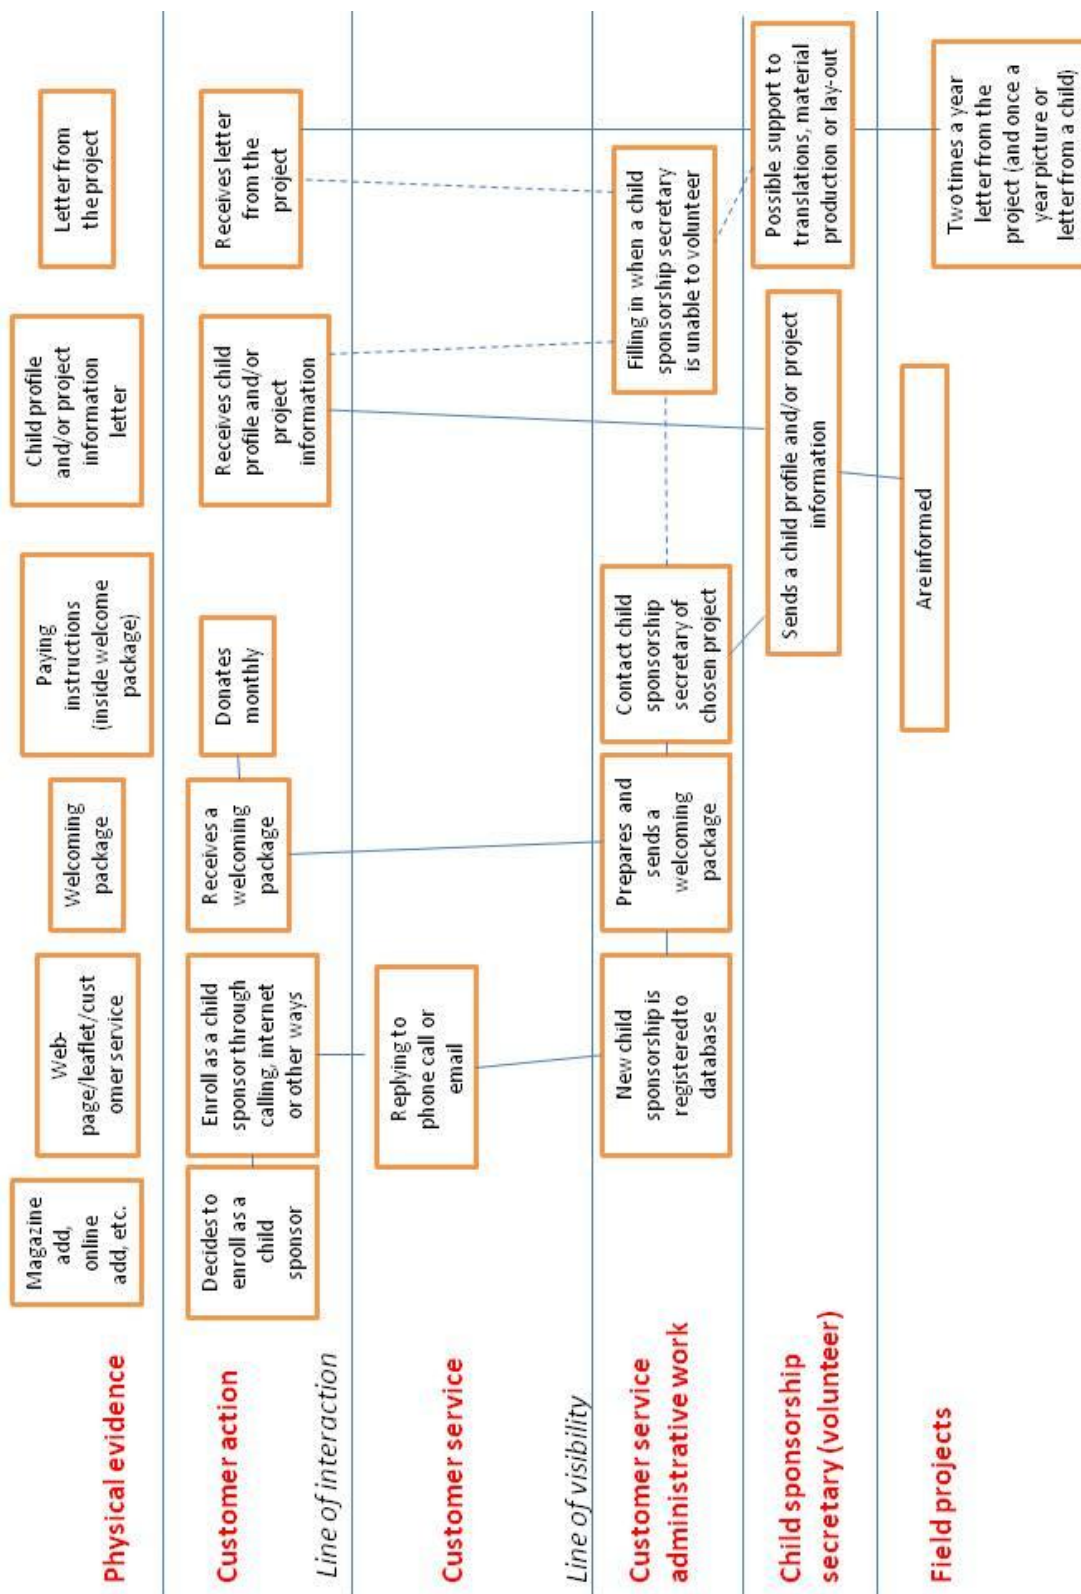 Physical evidence
Magazine
add,
online
add, etc.
Web-
page/leaflet/cust
omer service
Welcoming
package
Paying
instructions
(inside welcome
package)
Child profile
and/or project
information
letter
Letter from
the project
Customer action
Decides to
enroll as a
child
sponsor
Enroll as a child
sponsor through
calling, internet
or other ways
Receives a
welcoming
package
Donates
monthly
Receives child
profile and/or
project
information
Receives letter
from the
project
Line of interaction
Customer service
Replying to
phone call or
email
Line of visibility
Customer service
administrative work
New child
sponsorship is
registered to
database
Prepares and
sends a
welcoming
package
Contact child
sponsorship
secretary of
chosen project
Filling in when a child
sponsorship secretary
is unable to volunteer
Child sponsorship
secretary (volunteer)
Sends a child profile and/or project
information
Possible support to
translations, material
production or lay-out
Field projects
Are informed
Two times a year
letter from the
project (and once a
year picture or
letter from a child)